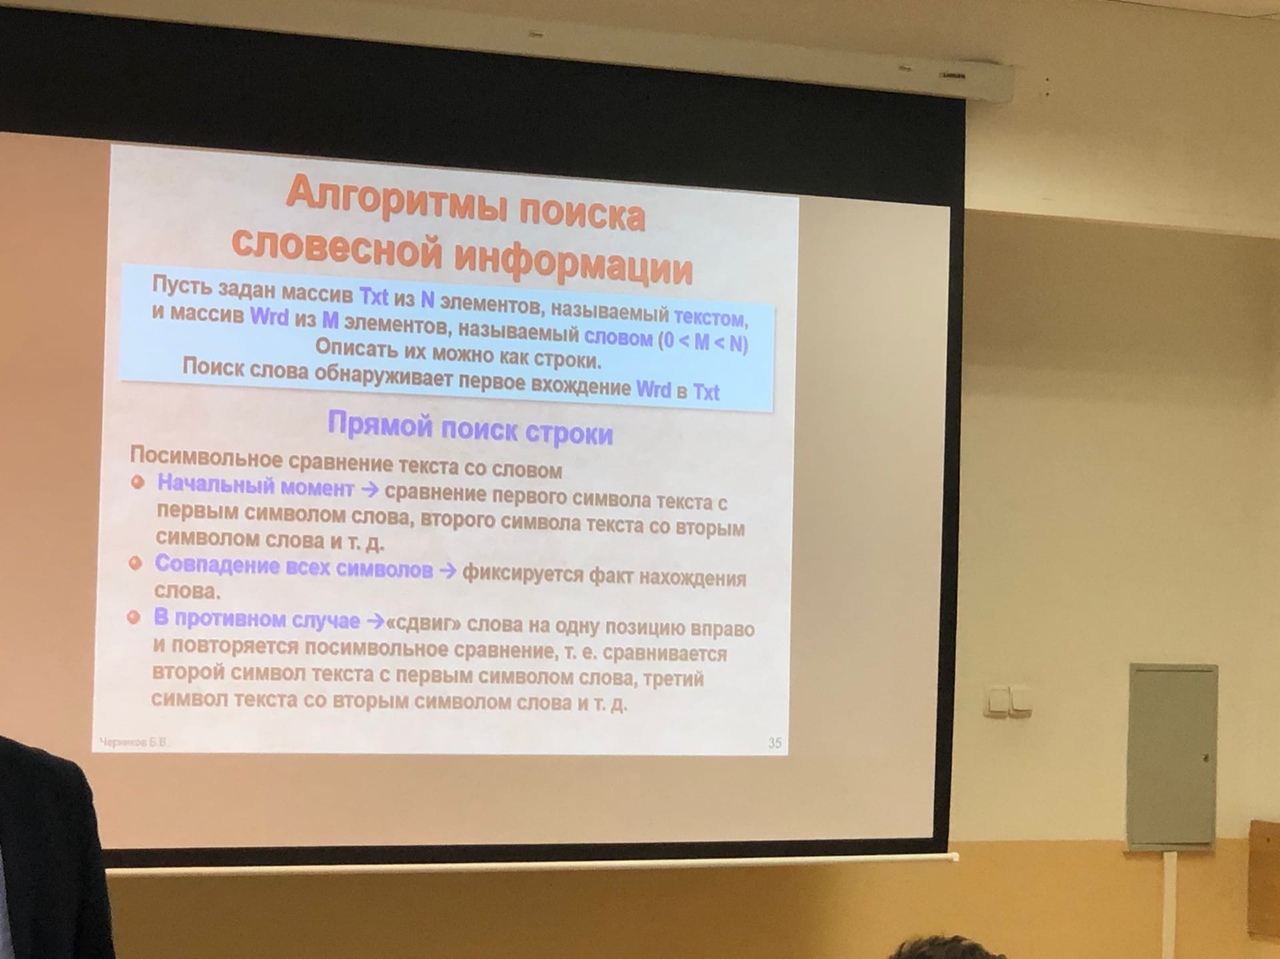 Алгоритмы поиска
словесной информации
Пусть задан массив Txt из N элементов, называемый текстом,
и массив Wrd из M элементов, называемый словом (0 < M < N)
Описать их можно как строки.
Поиск слова обнаруживает первое вхождение Wrd в Txt
Прямой поиск строки
Посимвольное сравнение текста со словом
Начальный момент → сравнение первого символа текста с
первым символом слова, второго символа текста со вторым
символом слова и т. д.
Совпадение всех символов → фиксируется факт нахождения
слова.
В противном случае →«сдвиг» слова на одну позицию вправо
и повторяется посимвольное сравнение, т. е. сравнивается
второй символ текста с первым символом слова, третий
символ текста со вторым символом слова и т. д.
Б.В.
35